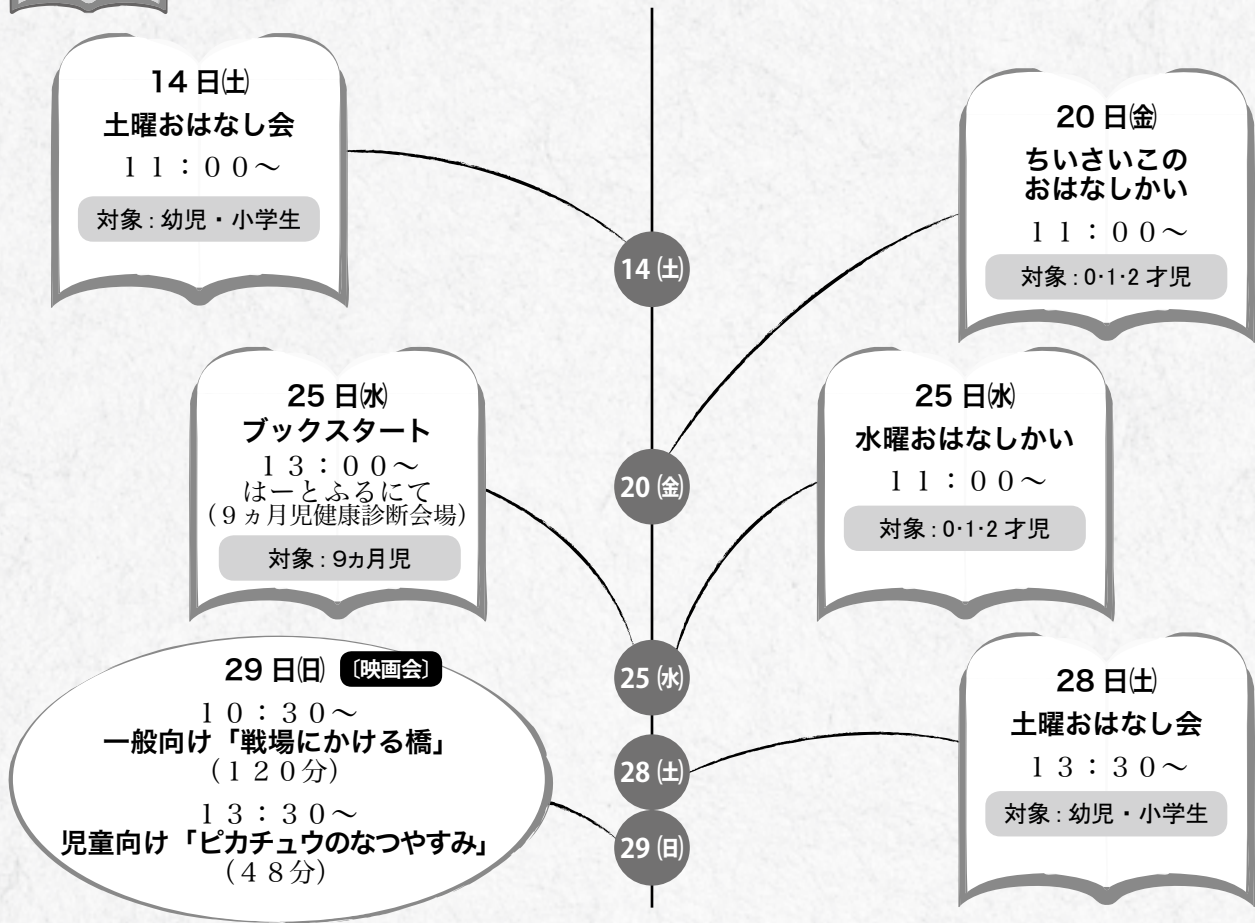 14日㈯
土曜おはなし会
11：00～
対象：幼児・小学生
20日㈮
ちいさいこの
おはなしかい
11：00～
対象：0・1・2才児
14㈯
25日㈬
ブックスタート
13：00～
はーとふるにて
（9ヵ月児健康診断会場）
対象：9ヵ月児
25日㈬
水曜おはなしかい
11：00～
対象：0・1・2才児
20㈮
29日㈰〔映画会〕
10：30～
一般向け「戦場にかける橋」
（120分）
13：30～
児童向け「ピカチュウのなつやすみ」
（48分）
25㈬
28㈯
29㈰
28日㈯
土曜おはなし会
13：30～
対象：幼児・小学生